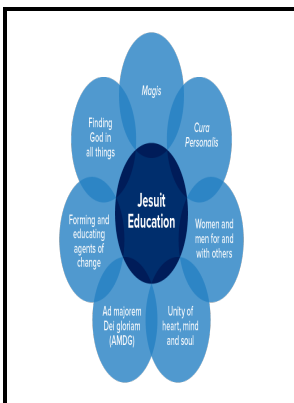 Magis
Cura
Personalis
Women and
men for and
with others
Unity of
heart, mind
and soul
Ad majorem
Dei gloriam
(AMDG)
Forming and
educating
agents of
change
Finding
God in
all things
Jesuit
Education